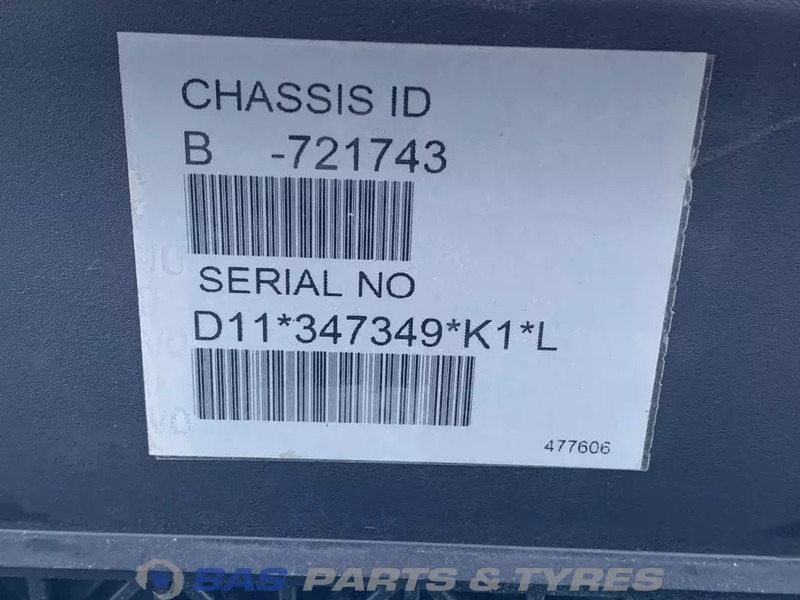 CHASSIS ID
B -721743
SERIAL NO
D11*347349*K1*L
477606
BAS PARTS & TYRES